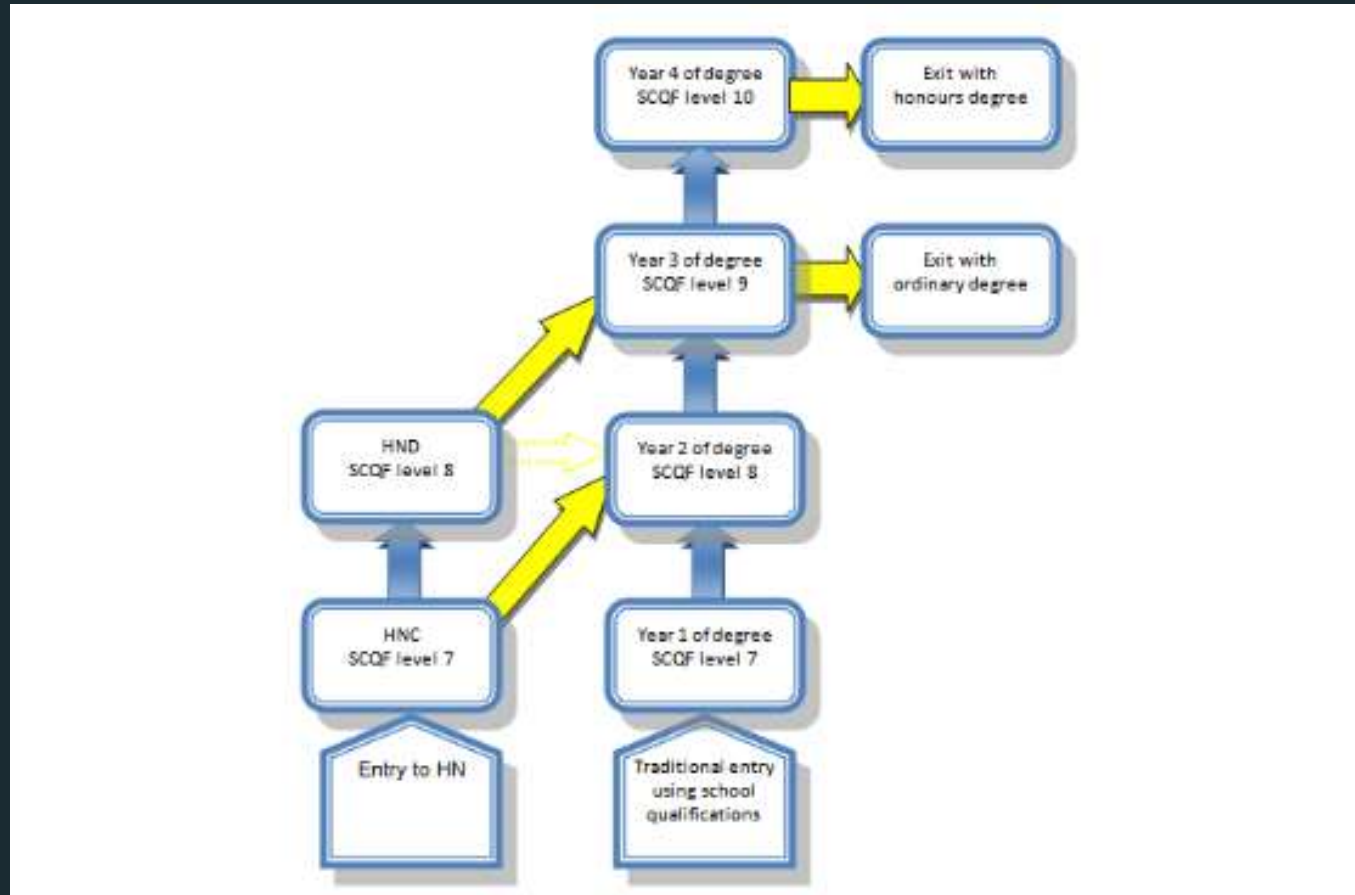 Year 4 of degree
SCQF level 10
Exit with
honours degree
Year 3 of degree
SCQF level 9
Exit with
ordinary degree
HND
SCQF level 8
Year 2 of degree
SCQF level 8
HNC
SCQF level 7
Year 1 of degree
SCQF level 7
Entry to HN
Traditional entry
using school
qualifications